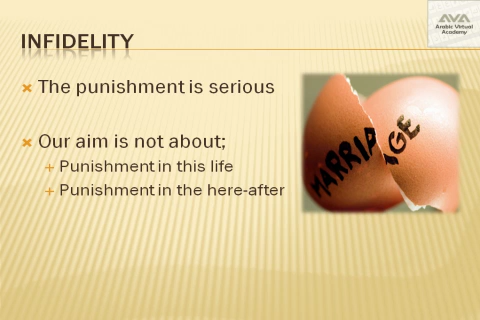 AVA
Arabic Virtual
Academy
INFIDELITY
The punishment is serious
Our aim is not about;
Punishment in this life
Punishment in the here-after
MARRIAGE